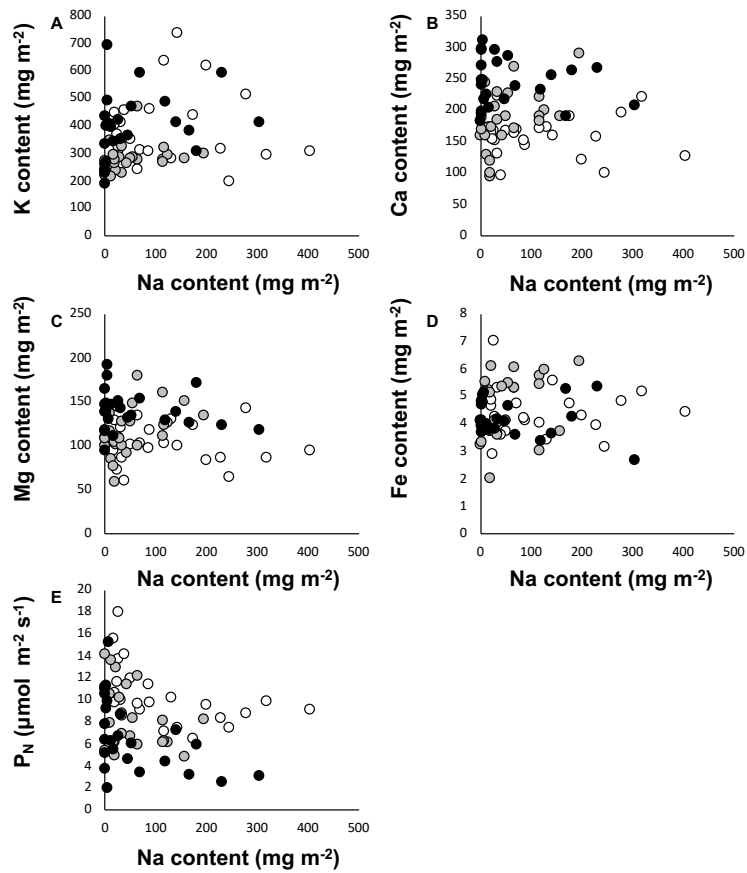 A
K content (mg m-2)
800
700
600
500
400
300
200
100
0
0 100 200 300 400 500
Na content (mg m-2)
B
Ca content (mg m-2)
350
300
250
200
150
100
50
0
0 100 200 300 400 500
Na content (mg m-2)
C
Mg content (mg m-2)
250
200
150
100
50
0
0 100 200 300 400 500
Na content (mg m-2)
D
Fe content (mg m-2)
8
7
6
5
4
3
2
1
0
0 100 200 300 400 500
Na content (mg m-2)
E
PN (µmol m-2 s-1)
20
18
16
14
12
10
8
6
4
2
0
0 100 200 300 400 500
Na content (mg m-2)